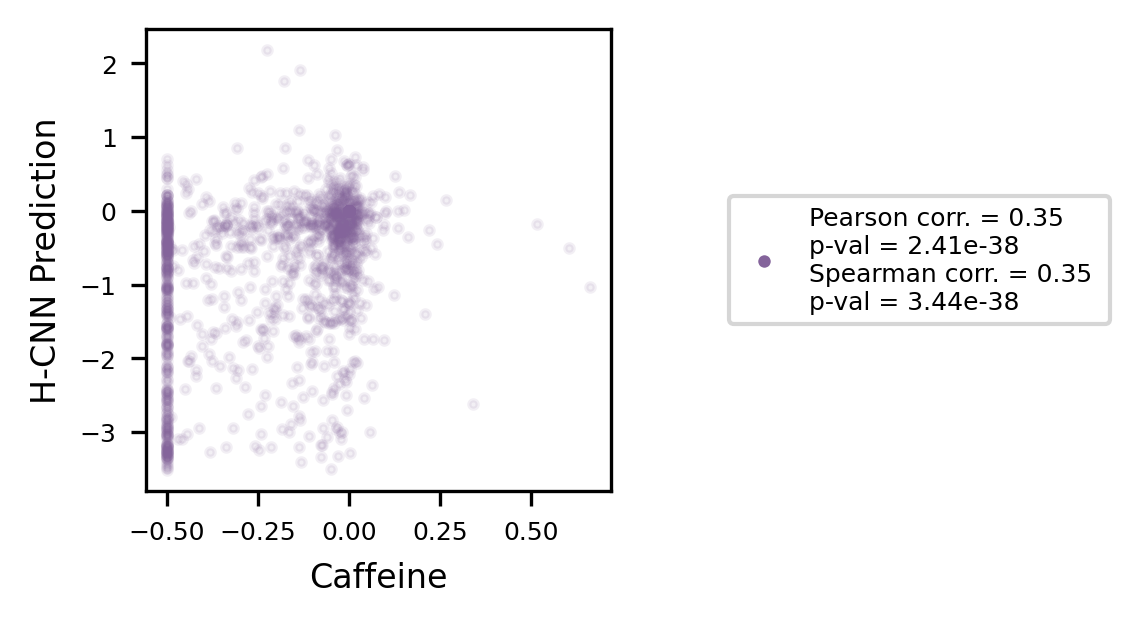 H-CNN Prediction
2
1
0
−1
−2
−3
−0.50
−0.25
0.00
0.25
0.50
Caffeine
Pearson corr. = 0.35
p-val = 2.41e-38
Spearman corr. = 0.35
p-val = 3.44e-38